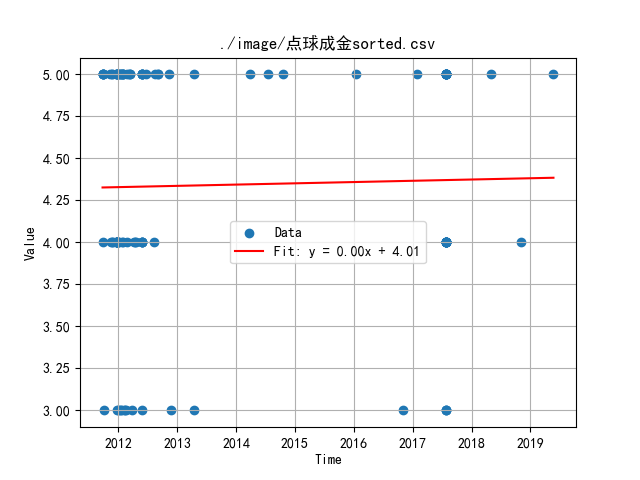 ./image/点球成金sorted.csv
Value
5.00
4.75
4.50
4.25
4.00
3.75
3.50
3.25
3.00
Data
Fit: y = 0.00x + 4.01
2012 2013 2014 2015 2016 2017 2018 2019
Time